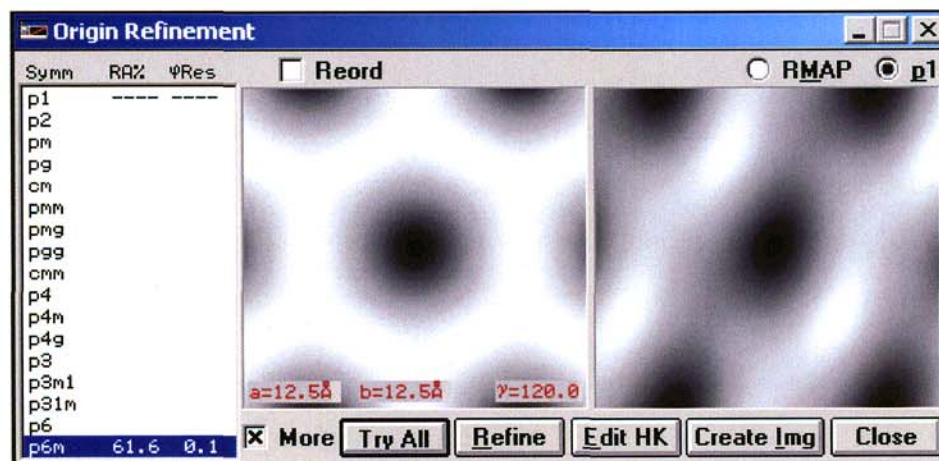 Origin Refinement
Symm RA% φRes
Reord
RMAP p1
p1 ---- ----
p2
pm
pg
cm
pmm
pmg
pgg
cmm
p4
p4m
p4g
p3
p3m1
p31m
p6
p6m 61.6 0.1
a=12.5Å b=12.5Å γ=120.0
More Try All Refine Edit HK Create Img Close